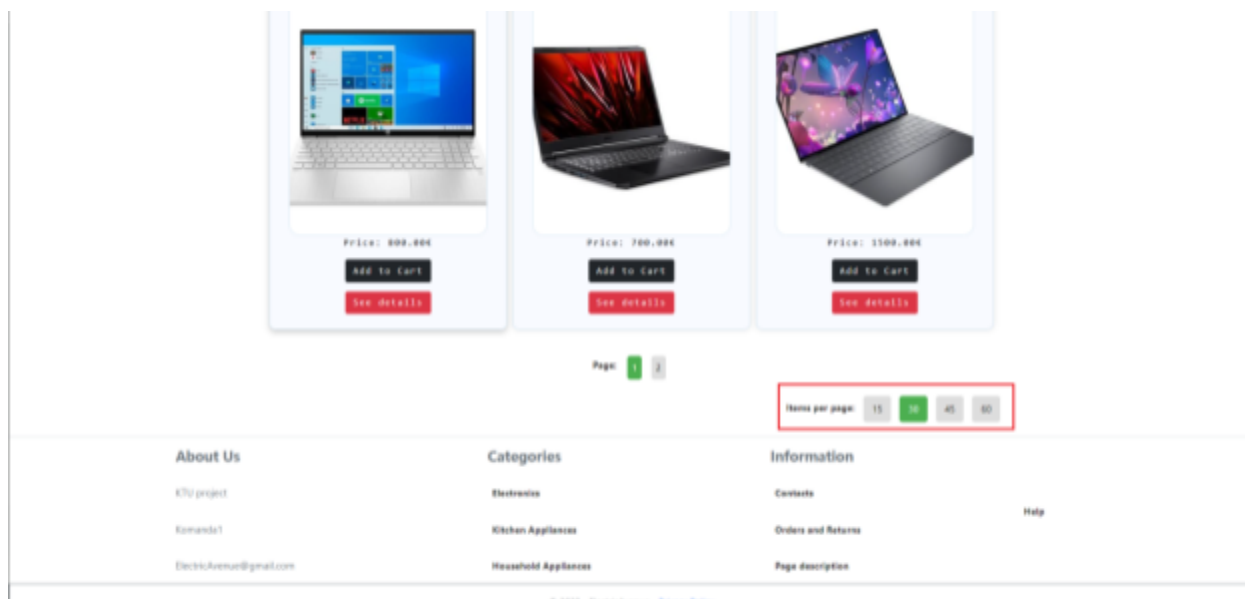 Price: 800.00€ Price: 700.00€ Price: 1500.00€
Add to Cart Add to Cart Add to Cart
See details See details See details
Page: 1 2
Items per page: 15 30 45 60
About Us Categories Information
KTU project Electronics Contacts
Help
Komanda1 Kitchen Appliances Orders and Returns
ElectricAvenue@gmail.com Household Appliances Page description